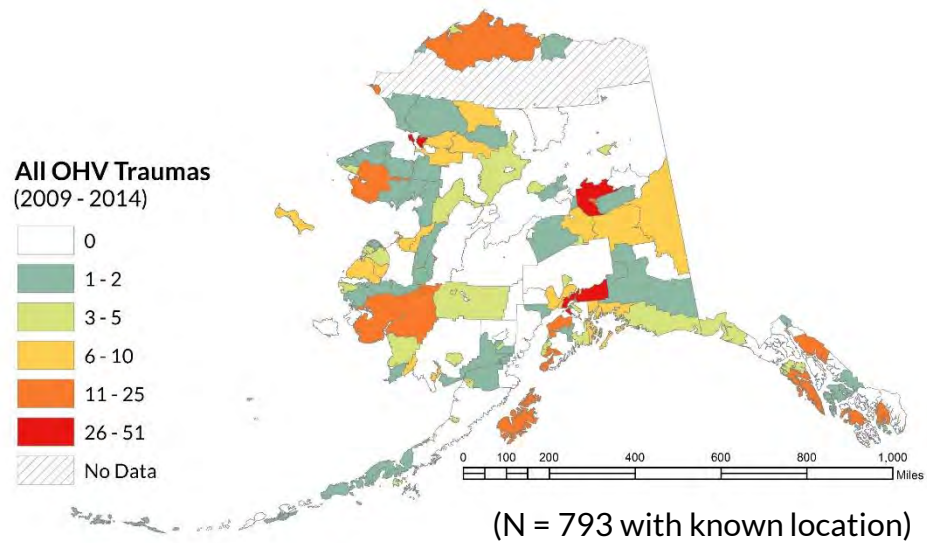 All OHV Traumas
(2009 - 2014)
0
1 - 2
3 - 5
6 - 10
11 - 25
26 - 51
No Data
0 100 200 400 600 800 1,000
Miles
(N = 793 with known location)